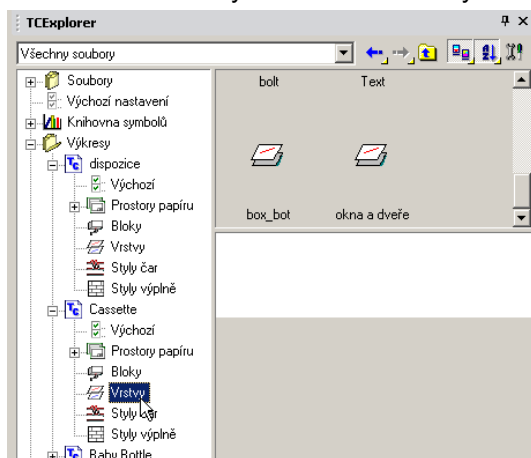 TCExplorer
Všechny soubory
Soubory
Výchozí nastavení
Knihovna symbolů
Výkresy
dispozice
Výchozí
Prostory papíru
Bloky
Vrstvy
Styly čar
Styly výplně
Cassette
Výchozí
Prostory papíru
Bloky
Vrstvy
Styly čar
Styly výplně
Baby Bottle
bolt
Text
box_bot
okna a dveře